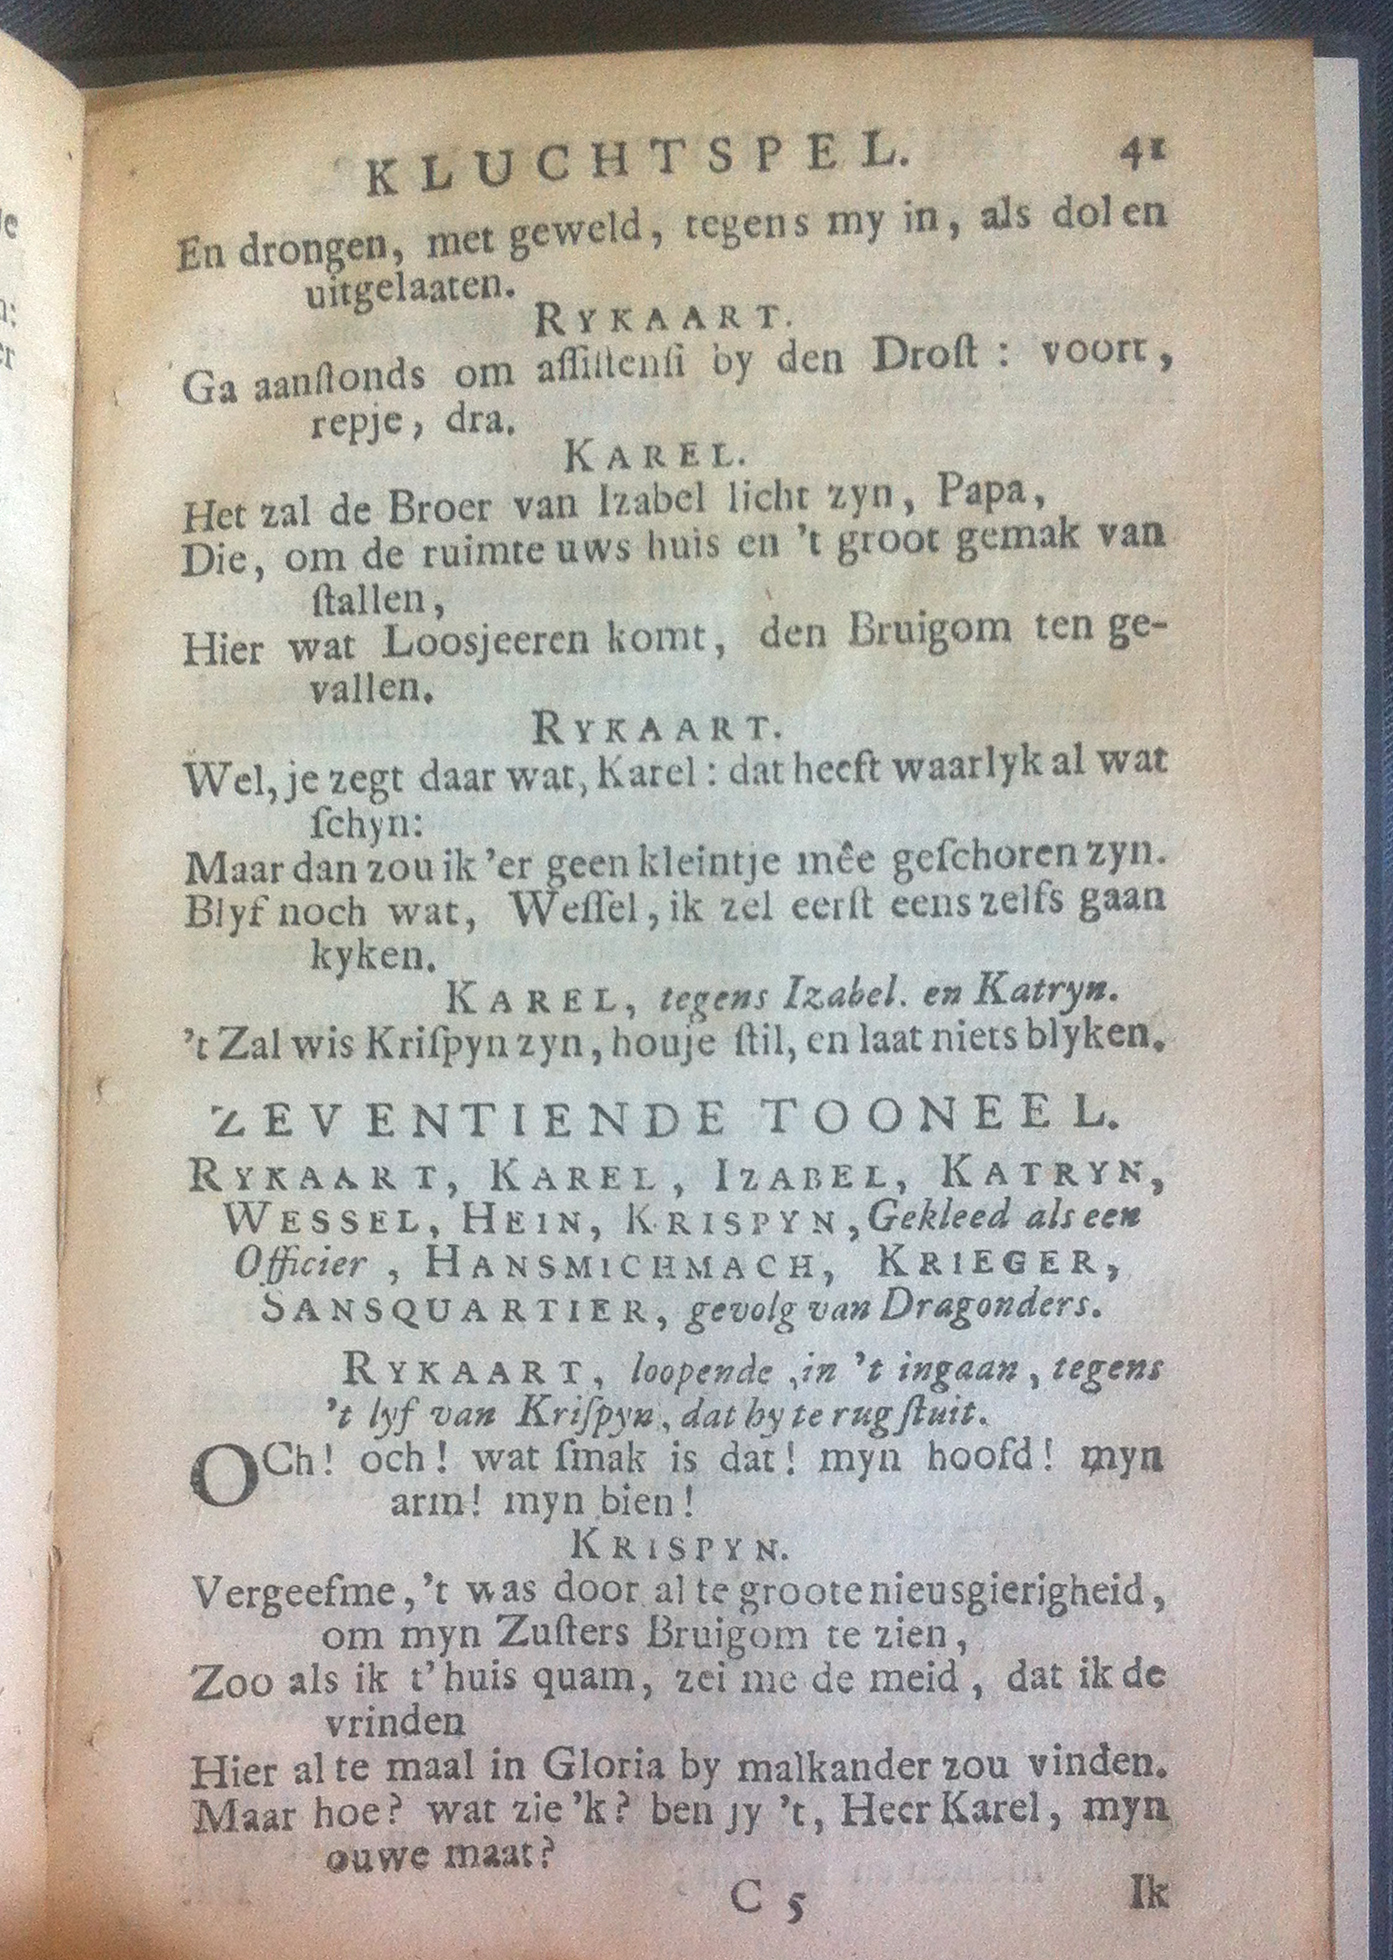 KLUCHTSPEL. 41
En drongen, met geweld, tegens my in, als dol en
uitgelaaten.
RYKAART.
Ga aanſtonds om aſſiſtenſi by den Droſt : voort,
repje, dra.
KAREL.
Het zal de Broer van Izabel licht zyn, Papa,
Die, om de ruimte uws huis en 't groot gemak van
ſtallen,
Hier wat Loosjeeren komt, den Bruigom ten ge-
vallen.
RYKAART.
Wel, je zegt daar wat, Karel : dat heeft waarlyk al wat
ſchyn:
Maar dan zou ik 'er geen kleintje mêe geſchoren zyn.
Blyf noch wat, Weſſel, ik zel eerſt eens zelfs gaan
kyken.
KAREL, tegens Izabel. en Katryn.
't Zal wis Kriſpyn zyn, houje ſtil, en laat niets blyken.
ZEVENTIENDE TOONEEL.
RYKAART, KAREL, IZABEL, KATRYN,
WESSEL, HEIN, KRISPYN, Gekleed als een
Officier, HANSMICHMACH, KRIEGER,
SANSQUARTIER, gevolg van Dragonders.
RYKAART, loopende, in 't ingaan, tegens
't lyf van Kriſpyn, dat hy te rug ſtuit.
OCh! och! wat ſmak is dat! myn hoofd! myn
arm! myn bien!
KRISPYN.
Vergeefme, 't was door al te groote nieusgierigheid,
om myn Zuſters Bruigom te zien,
Zoo als ik t'huis quam, zei me de meid, dat ik de
vrinden
Hier al te maal in Gloria by malkander zou vinden.
Maar hoe? wat zie 'k? ben jy 't, Heer Karel, myn
ouwe maat?
C 5 Ik